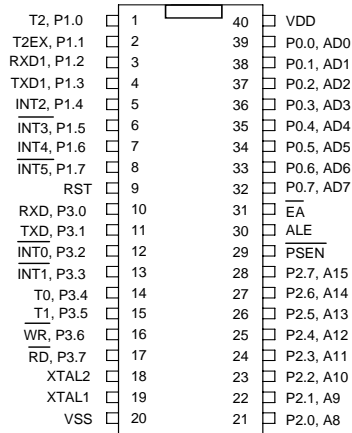 T2, P1.0 1 40 VDD
T2EX, P1.1 2 39 P0.0, AD0
RXD1, P1.2 3 38 P0.1, AD1
TXD1, P1.3 4 37 P0.2, AD2
INT2, P1.4 5 36 P0.3, AD3
INT3, P1.5 6 35 P0.4, AD4
INT4, P1.6 7 34 P0.5, AD5
INT5, P1.7 8 33 P0.6, AD6
RST 9 32 P0.7, AD7
RXD, P3.0 10 31 EA
TXD, P3.1 11 30 ALE
INT0, P3.2 12 29 PSEN
INT1, P3.3 13 28 P2.7, A15
T0, P3.4 14 27 P2.6, A14
T1, P3.5 15 26 P2.5, A13
WR, P3.6 16 25 P2.4, A12
RD, P3.7 17 24 P2.3, A11
XTAL2 18 23 P2.2, A10
XTAL1 19 22 P2.1, A9
VSS 20 21 P2.0, A8